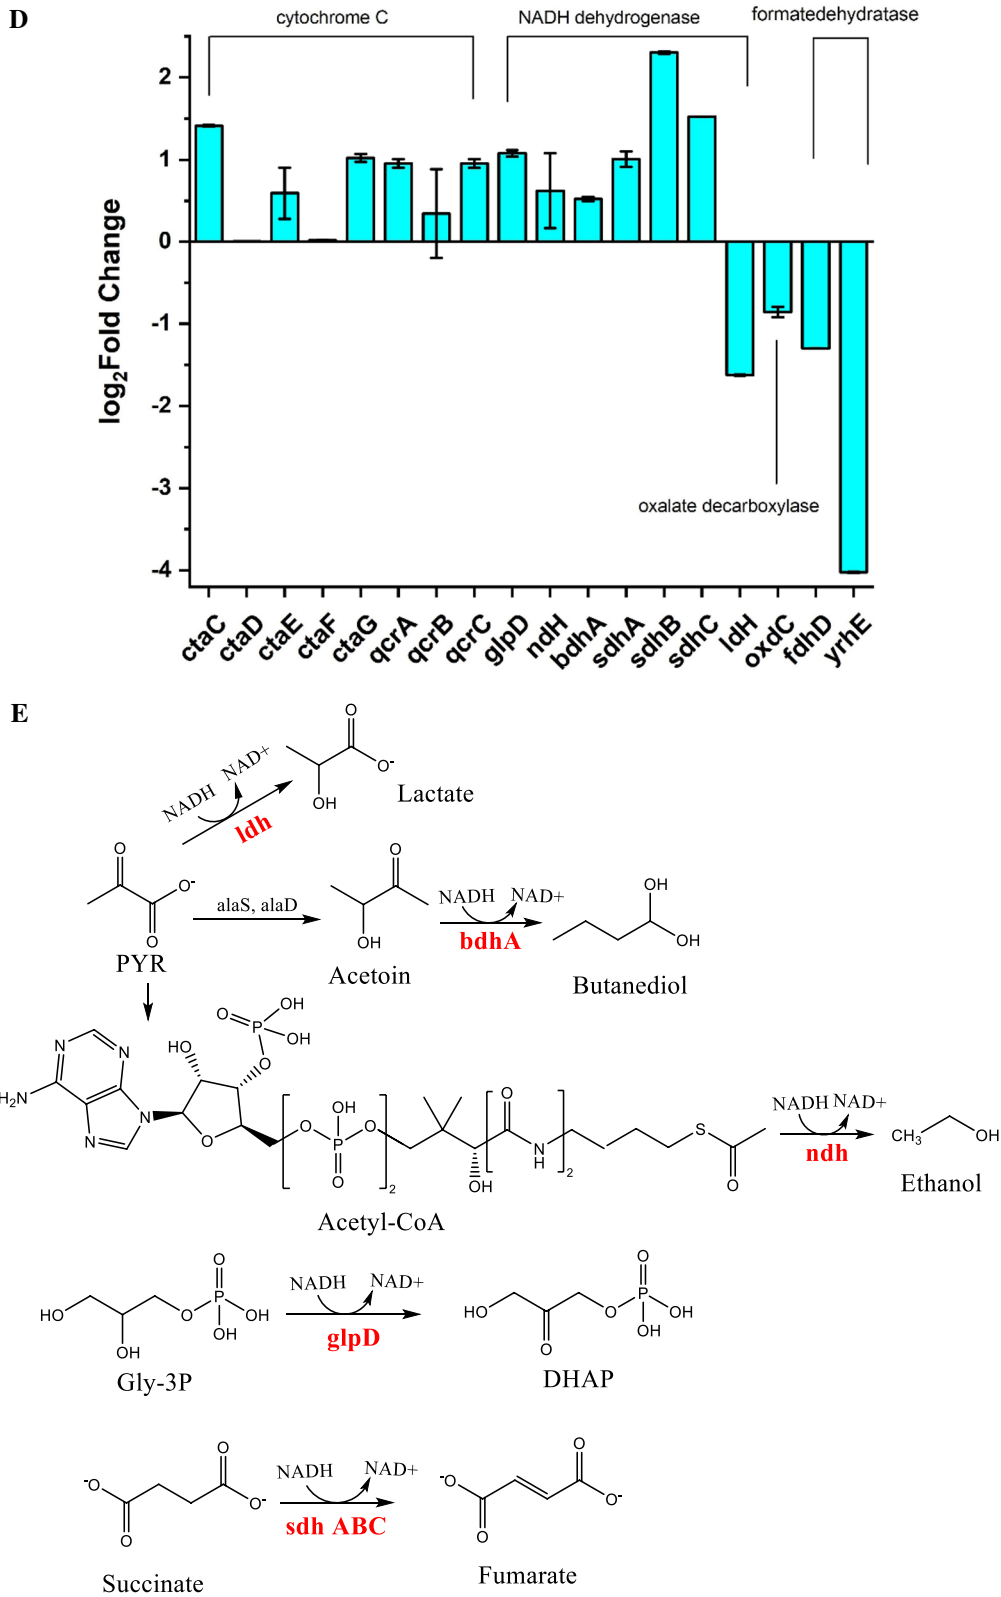 D
cytochrome C
NADH dehydrogenase
formatedehydratase
log2Fold Change
2
1
0
-1
-2
-3
-4
oxalate decarboxylase
ctaC
ctaD
ctaE
ctaF
ctaG
qcrA
qcrB
qcrC
glpD
ndH
bdhA
sdhA
sdhB
sdhC
ldH
oxdC
fdhD
yrhE
E
NADH NAD+
ldh
O
O-
OH
Lactate
O
O-
O
PYR
alaS, alaD
O
OH
Acetoin
NADH NAD+
bdhA
OH
OH
Butanediol
N
N
N
N
H2N
HO
O
O
P
OH
OH
O
O
OH
P
O
O
2
OH
O
N
H
2
S
O
Acetyl-CoA
NADH NAD+
ndh
CH3
OH
Ethanol
HO
OH
O
O
P
OH
OH
Gly-3P
NADH NAD+
glpD
HO
O
O
O
P
OH
OH
DHAP
-O
O
O
O-
Succinate
NADH NAD+
sdh ABC
-O
O
O
O-
Fumarate